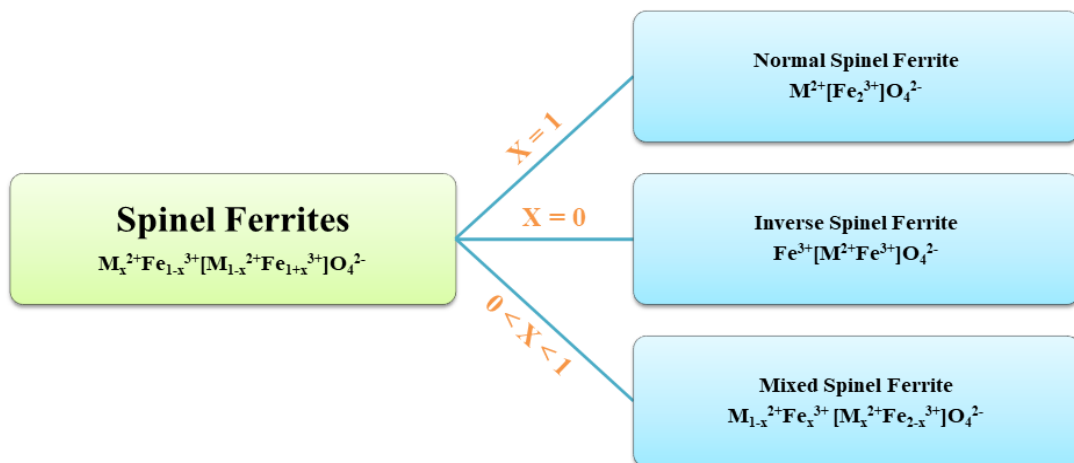 Spinel Ferrites
Mₓ²⁺Fe₁₋ₓ³⁺[M₁₋ₓ²⁺Fe₁₊ₓ³⁺]O₄²⁻
X = 1
Normal Spinel Ferrite
M²⁺[Fe₂³⁺]O₄²⁻
X = 0
Inverse Spinel Ferrite
Fe³⁺[M²⁺Fe³⁺]O₄²⁻
0 < X < 1
Mixed Spinel Ferrite
M₁₋ₓ²⁺Feₓ³⁺ [Mₓ²⁺Fe₂₋ₓ³⁺]O₄²⁻